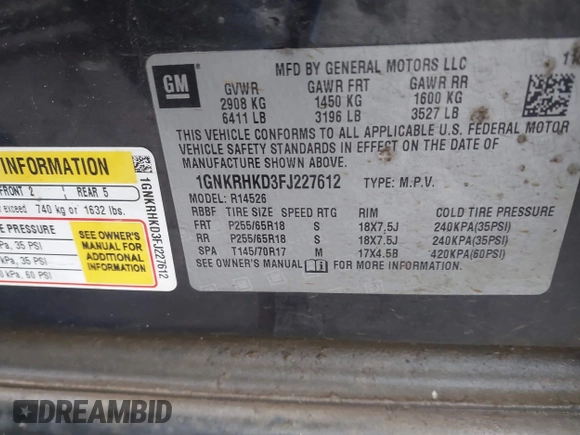 GM
MFD BY GENERAL MOTORS LLC
GVWR GAWR FRT GAWR RR
2908 KG 1450 KG 1600 KG
6411 LB 3196 LB 3527 LB
THIS VEHICLE CONFORMS TO ALL APPLICABLE U.S. FEDERAL MOTOR
VEHICLE SAFETY STANDARDS IN EFFECT ON THE DATE OF
MANUFACTURE SHOWN ABOVE.
1GNKRHKD3FJ227612 TYPE: M.P.V.
MODEL: R14526
RBBF TIRE SIZE SPEED RTG RIM COLD TIRE PRESSURE
FRT P255/65R18 S 18X7.5J 240KPA(35PSI)
RR P255/65R18 S 18X7.5J 240KPA(35PSI)
SPA T145/70R17 M 17X4.5B 420KPA(60PSI)
SEE OWNER'S MANUAL FOR MORE INFORMATION.
INFORMATION
FRONT 2 REAR 5
exceed 740 kg or 1632 lbs.
PRESSURE
35 PSI
35 PSI
60 PSI
SEE OWNER'S
MANUAL FOR
ADDITIONAL
INFORMATION
1GNKRHKD3FJ227612
DREAMBID